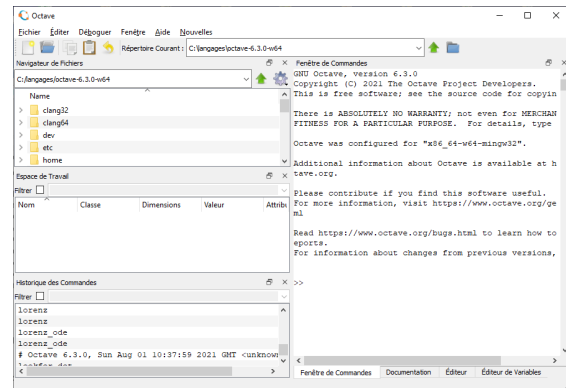 Octave
Fichier Éditer Déboguer Fenêtre Aide Nouvelles
Répertoire Courant : C:\langages\octave-6.3.0-w64
Navigateur de Fichiers
C:/langages/octave-6.3.0-w64
Name
clang32
clang64
dev
etc
home
Espace de Travail
Filtrer
Nom Classe Dimensions Valeur Attribu
Historique des Commandes
Filtrer
lorenz
lorenz
lorenz_ode
lorenz_ode
# Octave 6.3.0, Sun Aug 01 10:37:59 2021 GMT <unknown
Fenêtre de Commandes
GNU Octave, version 6.3.0
Copyright (C) 2021 The Octave Project Developers.
This is free software; see the source code for copyin
There is ABSOLUTELY NO WARRANTY; not even for MERCHAN
FITNESS FOR A PARTICULAR PURPOSE.  For details, type
Octave was configured for "x86_64-w64-mingw32".
Additional information about Octave is available at h
tave.org.
Please contribute if you find this software useful.
For more information, visit https://www.octave.org/ge
ml
Read https://www.octave.org/bugs.html to learn how to
eports.
For information about changes from previous versions,
>>
Fenêtre de Commandes Documentation Éditeur Éditeur de Variables